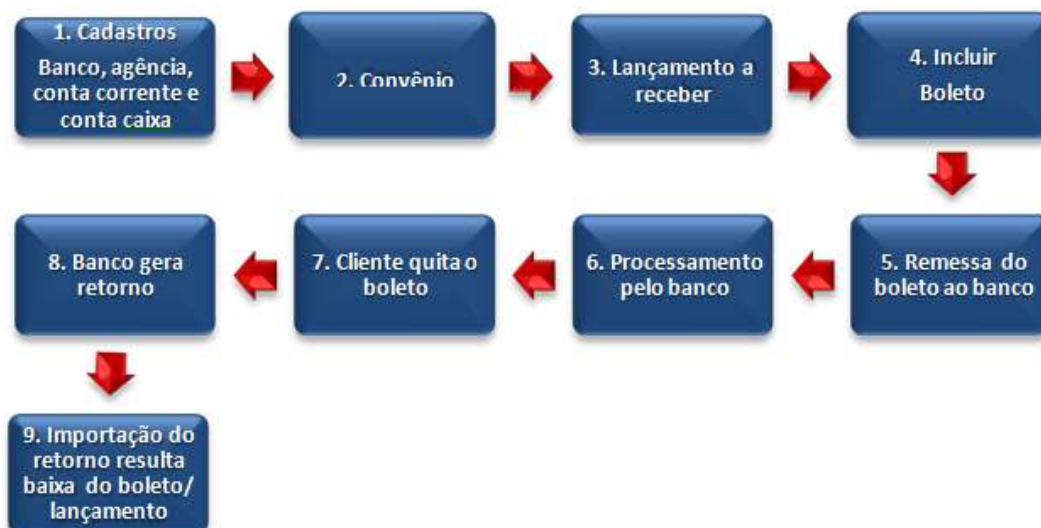 1. Cadastros
Banco, agência,
conta corrente e
conta caixa
2. Convênio
3. Lançamento a
receber
4. Incluir
Boleto
5. Remessa do
boleto ao banco
6. Processamento
pelo banco
7. Cliente quita o
boleto
8. Banco gera
retorno
9. Importação do
retorno resulta
baixa do boleto/
lançamento